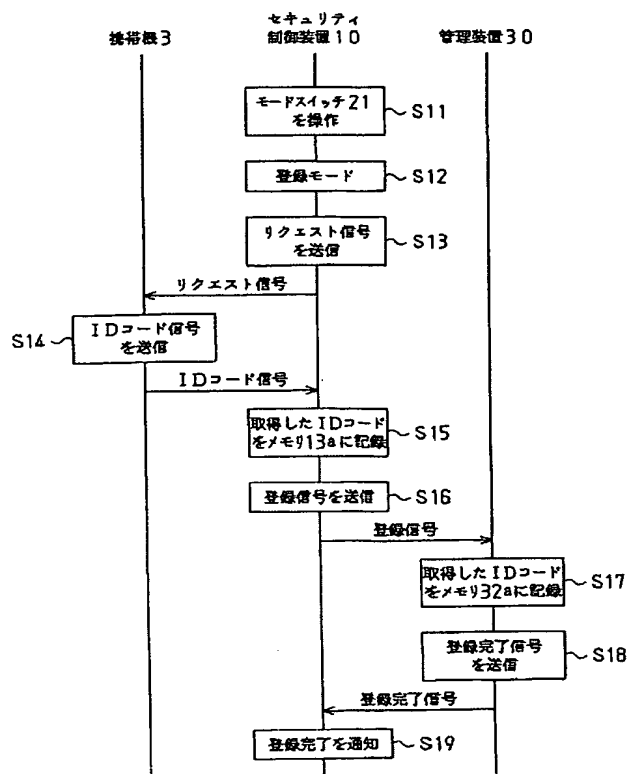 携帯機3
セキュリティ
制御装置10
管理装置30
モードスイッチ21
を操作
S11
登録モード
S12
リクエスト信号
を送信
S13
リクエスト信号
S14
IDコード信号
を送信
IDコード信号
取得したIDコード
をメモリ13aに記録
S15
登録信号を送信
S16
登録信号
取得したIDコード
をメモリ32aに記録
S17
登録完了信号
を送信
S18
登録完了信号
登録完了を通知
S19